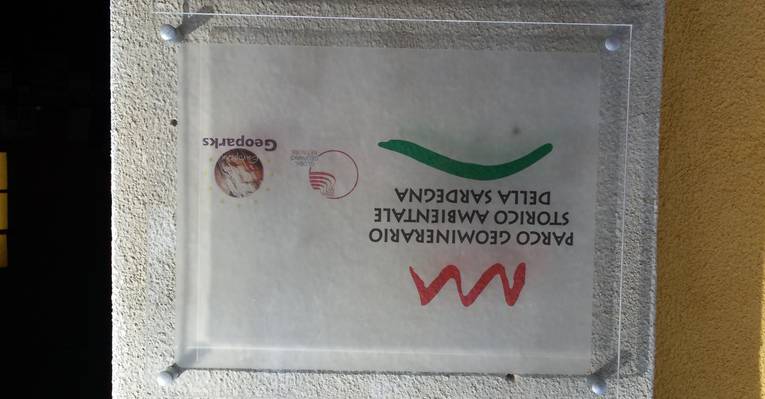 PARCO GEOMINERARIO
STORICO AMBIENTALE
DELLA SARDEGNA
Geoparks